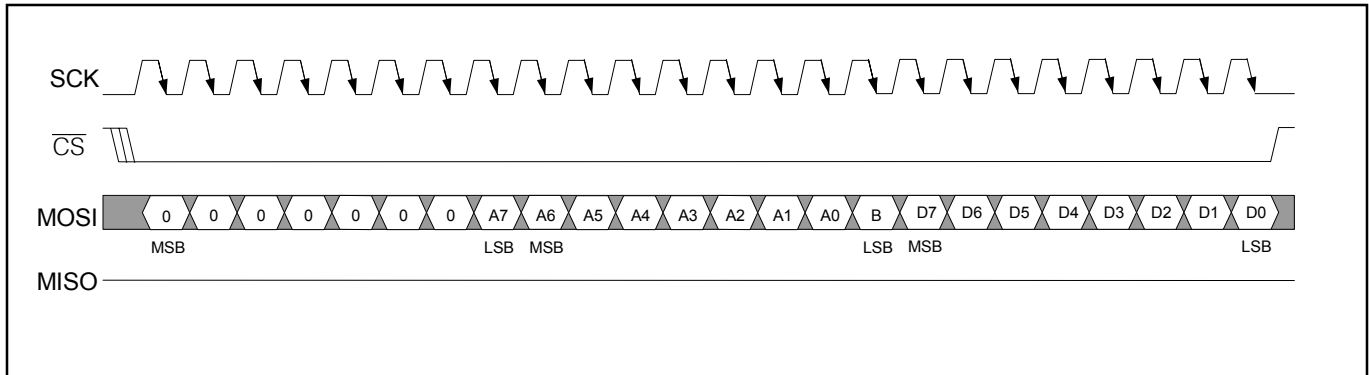 SCK
CS
MOSI 0 0 0 0 0 0 0 A7 A6 A5 A4 A3 A2 A1 A0 B D7 D6 D5 D4 D3 D2 D1 D0
MSB LSB MSB LSB MSB LSB
MISO